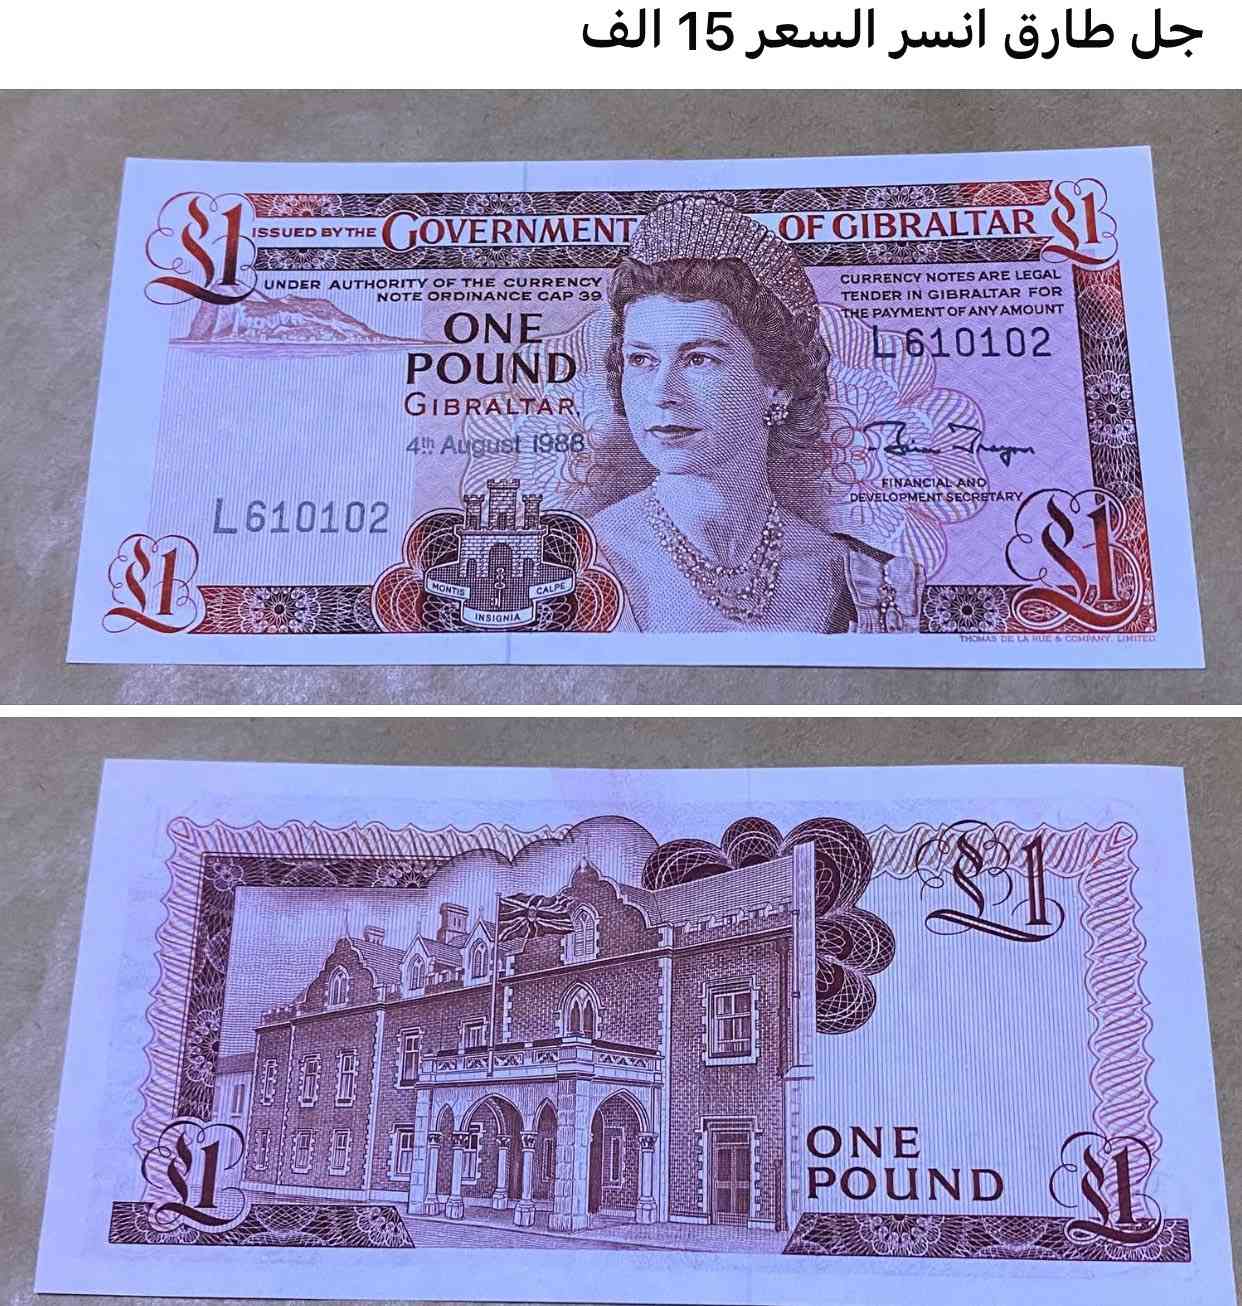 جل طارق انسر السعر 15 الف
£1 ISSUED BY THE GOVERNMENT OF GIBRALTAR £1
UNDER AUTHORITY OF THE CURRENCY
NOTE ORDINANCE CAP 39
CURRENCY NOTES ARE LEGAL
TENDER IN GIBRALTAR FOR
THE PAYMENT OF ANY AMOUNT
ONE
POUND
GIBRALTAR,
4th August 1988
L610102
L610102
FINANCIAL AND
DEVELOPMENT SECRETARY
£1
MONTIS INSIGNIA CALPE
£1
THOMAS DE LA RUE & COMPANY, LIMITED
£1
ONE
POUND
£1
£1